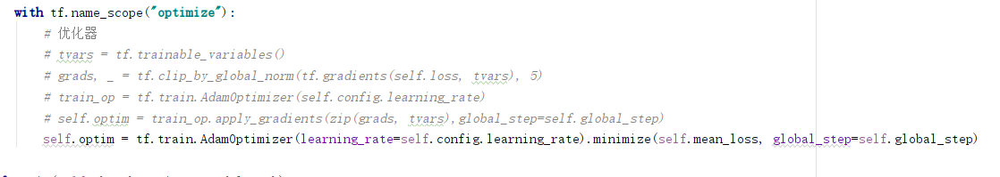 with tf.name_scope("optimize"):
# 优化器
# tvars = tf.trainable_variables()
# grads, _ = tf.clip_by_global_norm(tf.gradients(self.loss, tvars), 5)
# train_op = tf.train.AdamOptimizer(self.config.learning_rate)
# self.optim = train_op.apply_gradients(zip(grads, tvars),global_step=self.global_step)
self.optim = tf.train.AdamOptimizer(learning_rate=self.config.learning_rate).minimize(self.mean_loss, global_step=self.global_step)